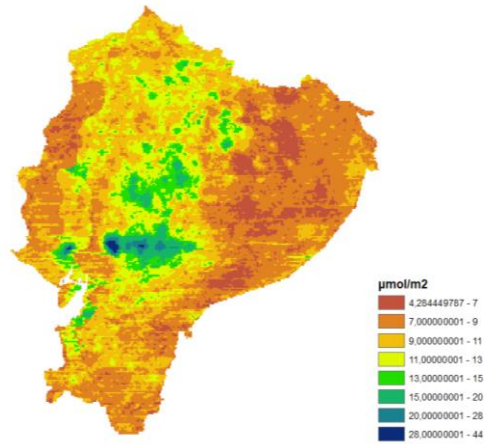 µmol/m2
4,284449787 - 7
7,000000001 - 9
9,000000001 - 11
11,00000001 - 13
13,00000001 - 15
15,00000001 - 20
20,00000001 - 28
28,00000001 - 44